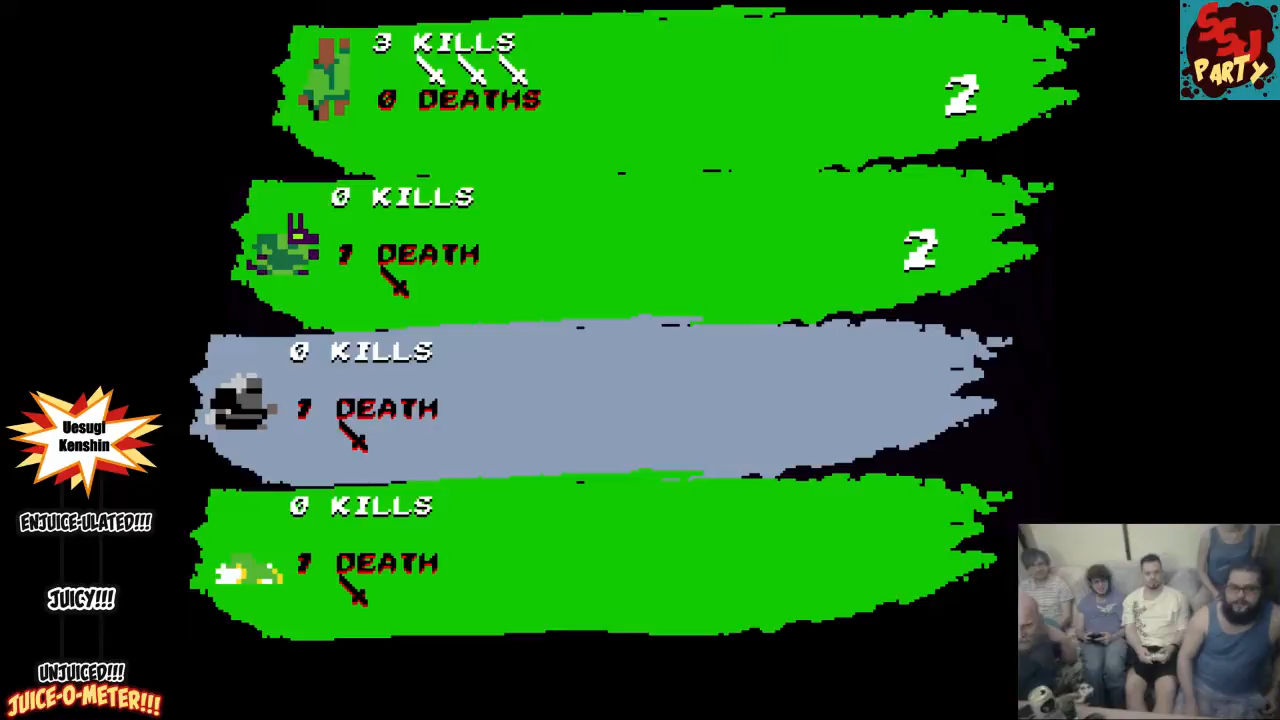 3 KILLS
0 DEATHS
2
SSJ
PARTY
0 KILLS
1 DEATH
2
0 KILLS
1 DEATH
0 KILLS
1 DEATH
Uesugi
Kenshin
ENJUICE-ULATED!!!
JUICY!!!
UNJUICED!!!
JUICE-O-METER!!!